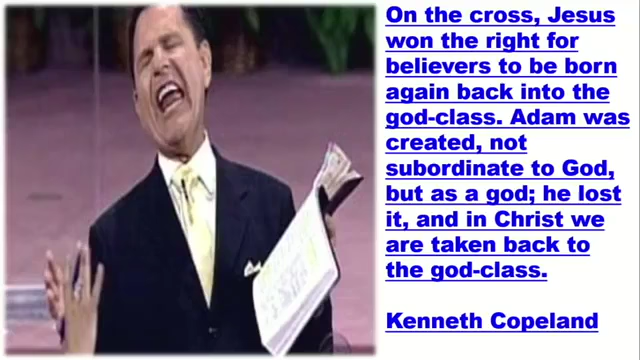 On the cross, Jesus
won the right for
believers to be born
again back into the
god-class. Adam was
created, not
subordinate to God,
but as a god; he lost
it, and in Christ we
are taken back to
the god-class.
Kenneth Copeland